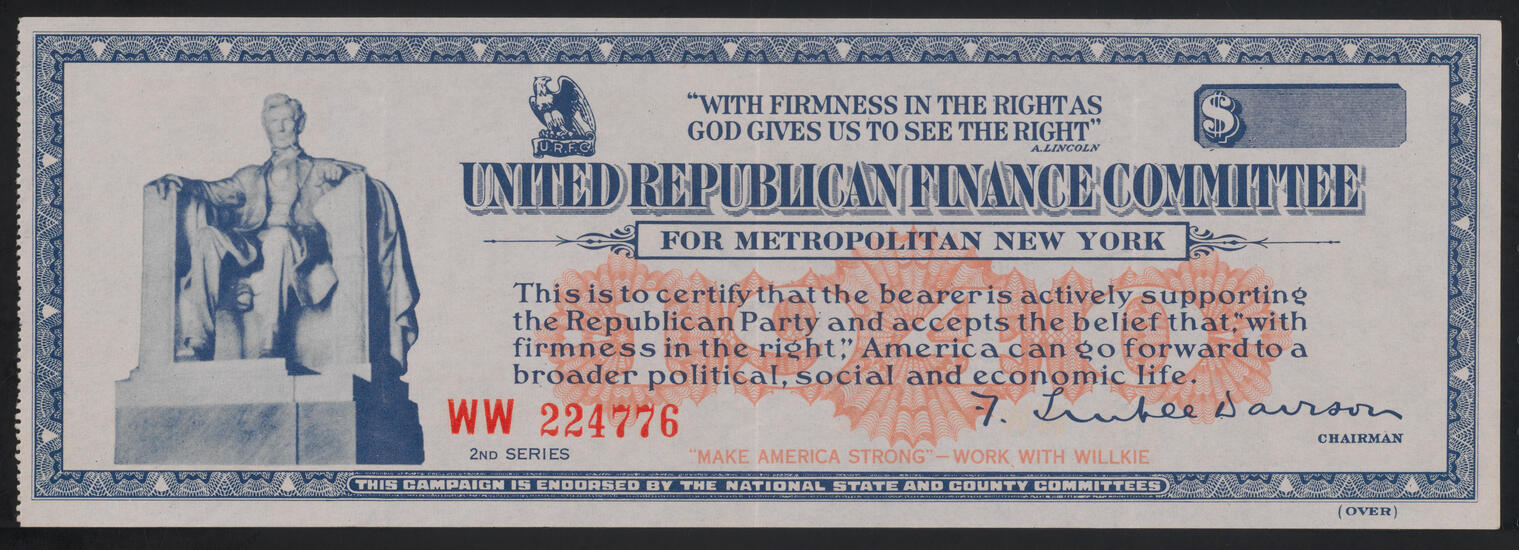 "WITH FIRMNESS IN THE RIGHT AS
GOD GIVES US TO SEE THE RIGHT"
A. LINCOLN
$
U.R.F.C.
UNITED REPUBLICAN FINANCE COMMITTEE
FOR METROPOLITAN NEW YORK
1940
This is to certify that the bearer is actively supporting
the Republican Party and accepts the belief that, "with
firmness in the right," America can go forward to a
broader political, social and economic life.
F. Trubee Davison
CHAIRMAN
WW 224776
2ND SERIES
"MAKE AMERICA STRONG" — WORK WITH WILLKIE
THIS CAMPAIGN IS ENDORSED BY THE NATIONAL STATE AND COUNTY COMMITTEES
(OVER)